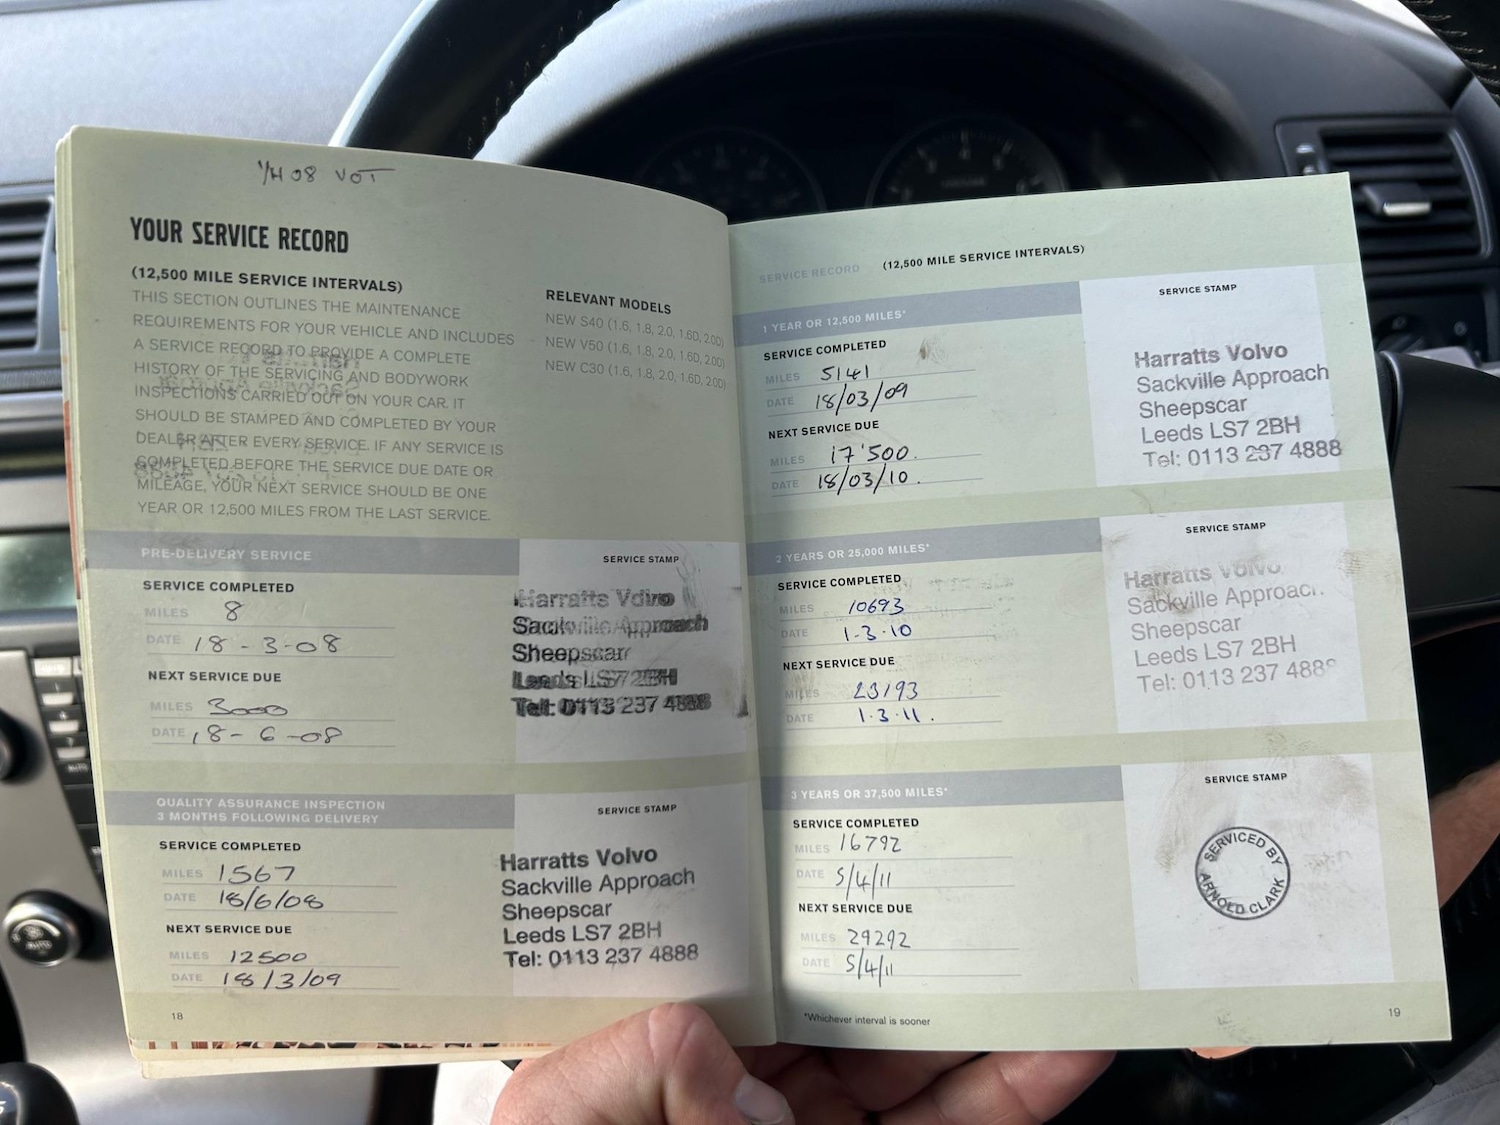 YH 08 VOT
YOUR SERVICE RECORD
(12,500 MILE SERVICE INTERVALS)
THIS SECTION OUTLINES THE MAINTENANCE
REQUIREMENTS FOR YOUR VEHICLE AND INCLUDES
A SERVICE RECORD TO PROVIDE A COMPLETE
HISTORY OF THE SERVICING AND BODYWORK
INSPECTIONS CARRIED OUT ON YOUR CAR. IT
SHOULD BE STAMPED AND COMPLETED BY YOUR
DEALER AFTER EVERY SERVICE. IF ANY SERVICE IS
COMPLETED BEFORE THE SERVICE DUE DATE OR
MILEAGE, YOUR NEXT SERVICE SHOULD BE ONE
YEAR OR 12,500 MILES FROM THE LAST SERVICE.
RELEVANT MODELS
NEW S40 (1.6, 1.8, 2.0, 1.6D, 2.0D)
NEW V50 (1.6, 1.8, 2.0, 1.6D, 2.0D)
NEW C30 (1.6, 1.8, 2.0, 1.6D, 2.0D)
PRE-DELIVERY SERVICE
SERVICE COMPLETED
MILES 8
DATE 18-3-08
NEXT SERVICE DUE
MILES 3000
DATE 18-6-08
SERVICE STAMP
Harratts Volvo
Sackville Approach
Sheepscar
Leeds LS7 2BH
Tel: 0113 237 4888
QUALITY ASSURANCE INSPECTION
3 MONTHS FOLLOWING DELIVERY
SERVICE COMPLETED
MILES 1567
DATE 18/6/08
NEXT SERVICE DUE
MILES 12500
DATE 18/3/09
SERVICE STAMP
Harratts Volvo
Sackville Approach
Sheepscar
Leeds LS7 2BH
Tel: 0113 237 4888
18
SERVICE RECORD (12,500 MILE SERVICE INTERVALS)
1 YEAR OR 12,500 MILES*
SERVICE COMPLETED
MILES 5141
DATE 18/03/09
NEXT SERVICE DUE
MILES 17'500.
DATE 18/03/10.
SERVICE STAMP
Harratts Volvo
Sackville Approach
Sheepscar
Leeds LS7 2BH
Tel: 0113 237 4888
2 YEARS OR 25,000 MILES*
SERVICE COMPLETED
MILES 10693
DATE 1.3.10
NEXT SERVICE DUE
MILES 23193
DATE 1.3.11.
SERVICE STAMP
Harratts Volvo
Sackville Approach
Sheepscar
Leeds LS7 2BH
Tel: 0113 237 4888
3 YEARS OR 37,500 MILES*
SERVICE COMPLETED
MILES 16792
DATE 5/4/11
NEXT SERVICE DUE
MILES 29292
DATE 5/4/11
SERVICE STAMP
SERVICED BY
ARNOLD CLARK
*Whichever interval is sooner
19
AUTO